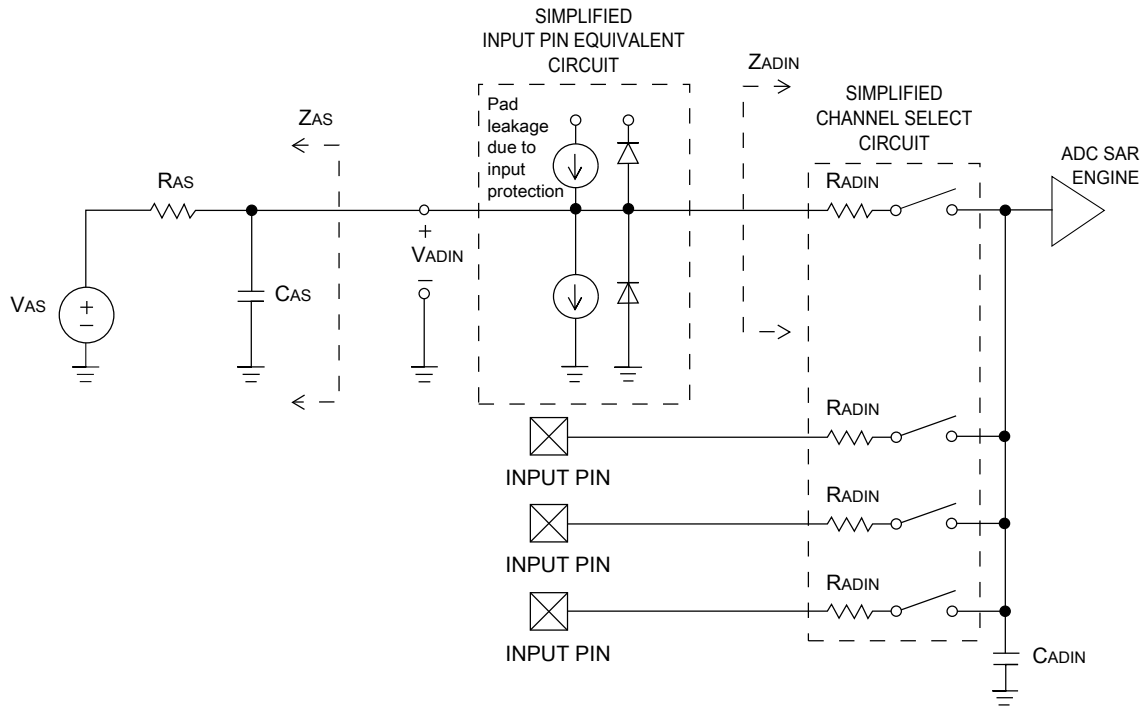 SIMPLIFIED
INPUT PIN EQUIVALENT
CIRCUIT
Pad
leakage
due to
input
protection
ZAS
ZADIN
SIMPLIFIED
CHANNEL SELECT
CIRCUIT
ADC SAR
ENGINE
RAS
RADIN
+
VADIN
−
VAS
+
−
CAS
RADIN
INPUT PIN
RADIN
INPUT PIN
RADIN
INPUT PIN
CADIN